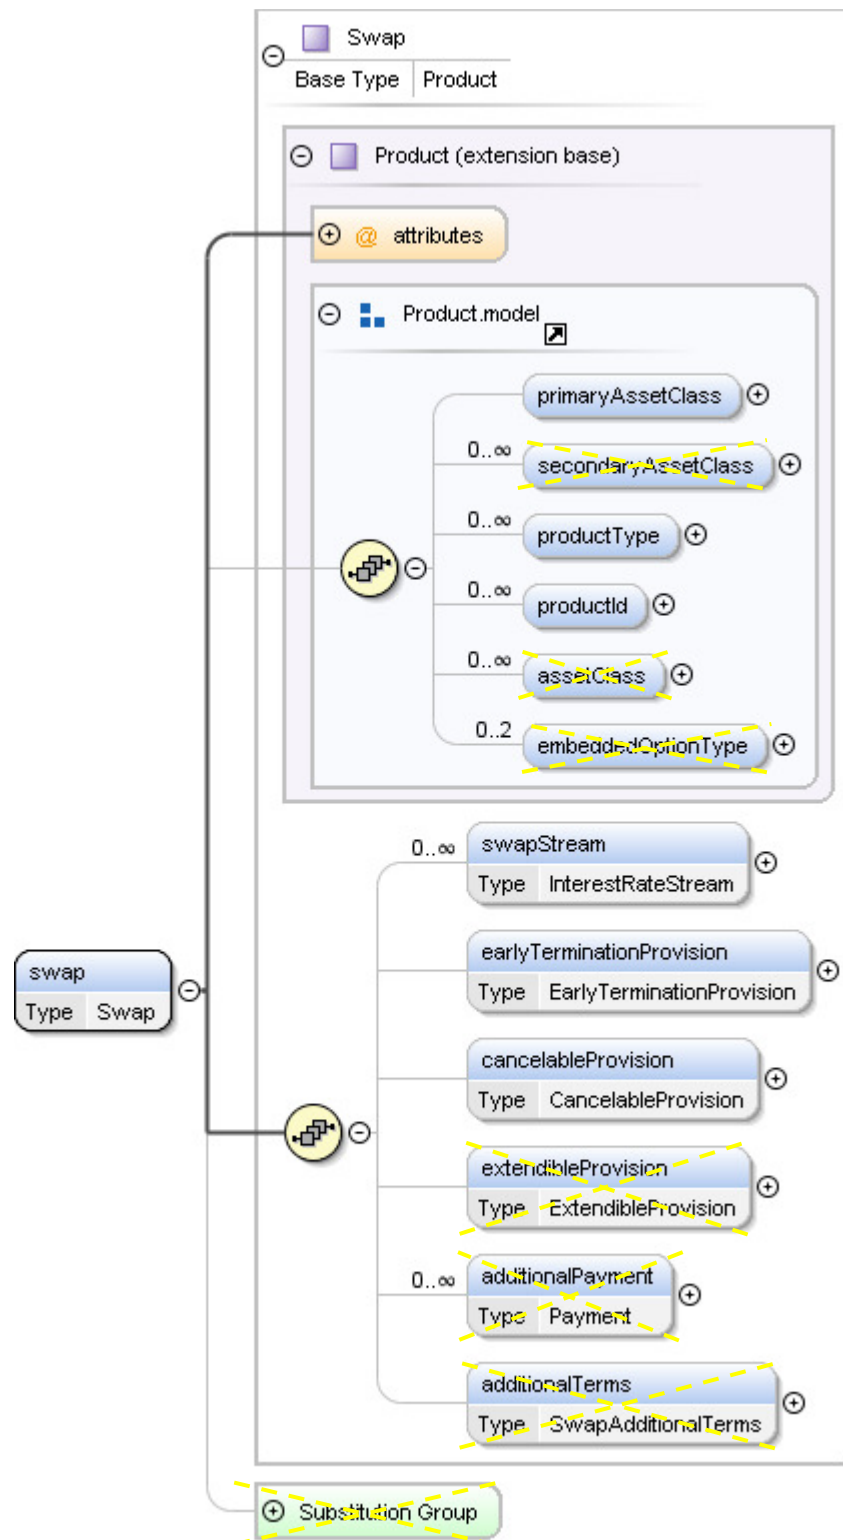 Swap
Base Type Product
Product (extension base)
@ attributes
Product.model
primaryAssetClass
0..∞
secondaryAssetClass
0..∞
productType
0..∞
productId
0..∞
assetClass
0..2
embeddedOptionType
0..∞
swapStream
Type InterestRateStream
earlyTerminationProvision
Type EarlyTerminationProvision
swap
Type Swap
cancelableProvision
Type CancelableProvision
extendibleProvision
Type ExtendibleProvision
0..∞
additionalPayment
Type Payment
additionalTerms
Type SwapAdditionalTerms
Substitution Group